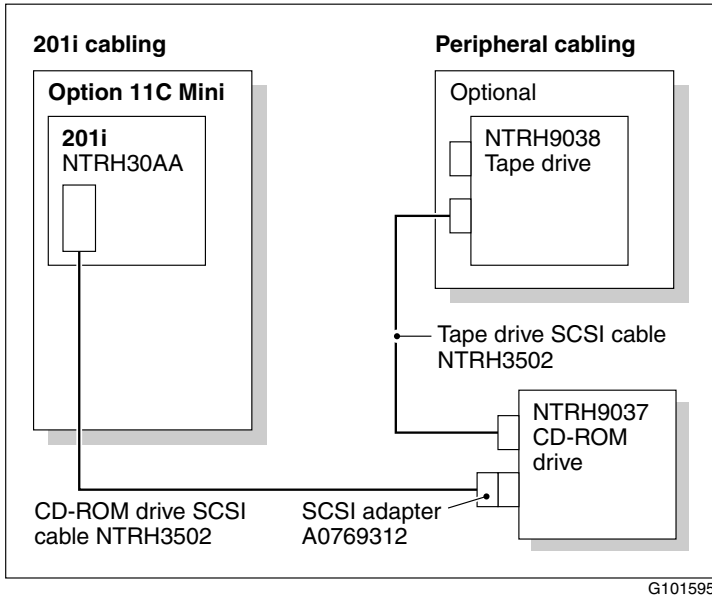 201i cabling
Peripheral cabling
Option 11C Mini
201i
NTRH30AA
Optional
NTRH9038
Tape drive
Tape drive SCSI cable
NTRH3502
NTRH9037
CD-ROM
drive
CD-ROM drive SCSI
cable NTRH3502
SCSI adapter
A0769312
G101595